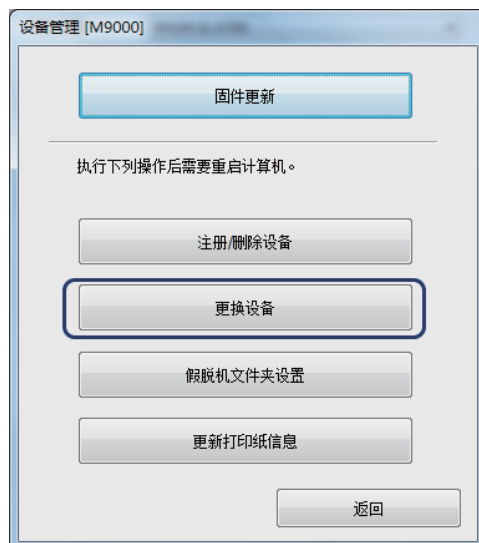 设备管理 [M9000]
固件更新
执行下列操作后需要重启计算机。
注册/删除设备
更换设备
假脱机文件夹设置
更新打印纸信息
返回